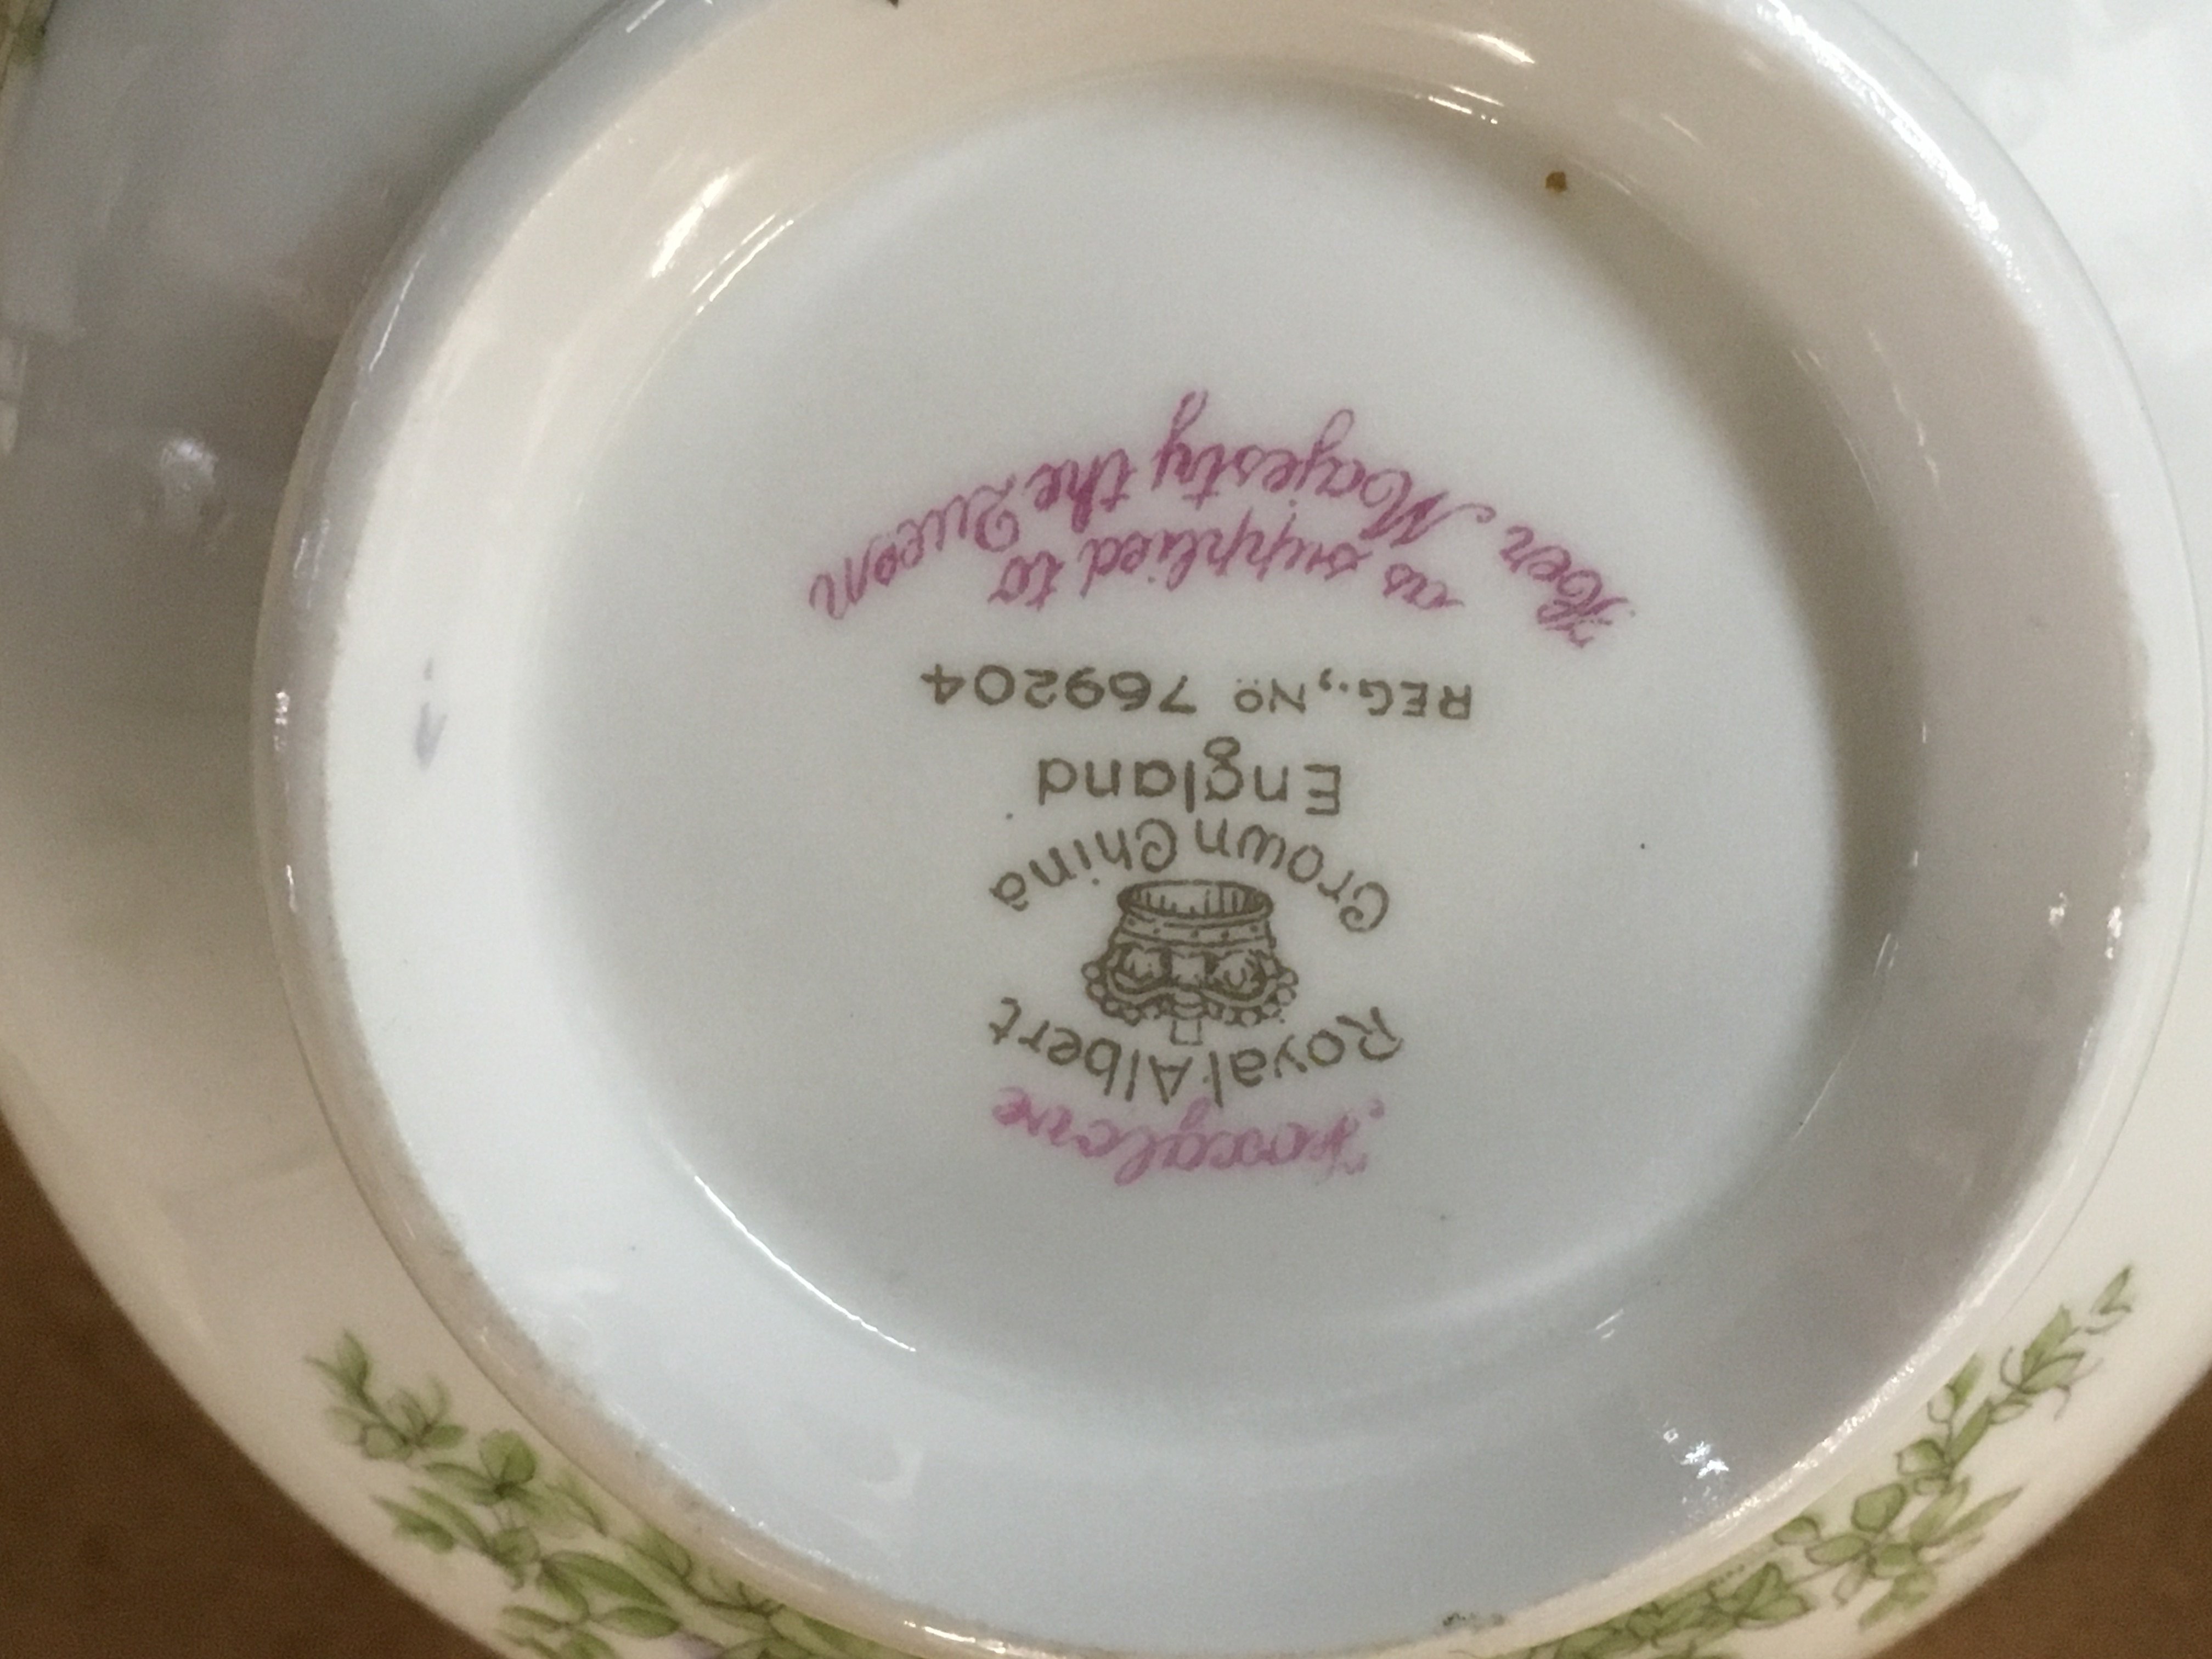 Foxglove
Royal Albert
Crown China
England
REG., Nº 769204
as supplied to
Her Majesty the Queen